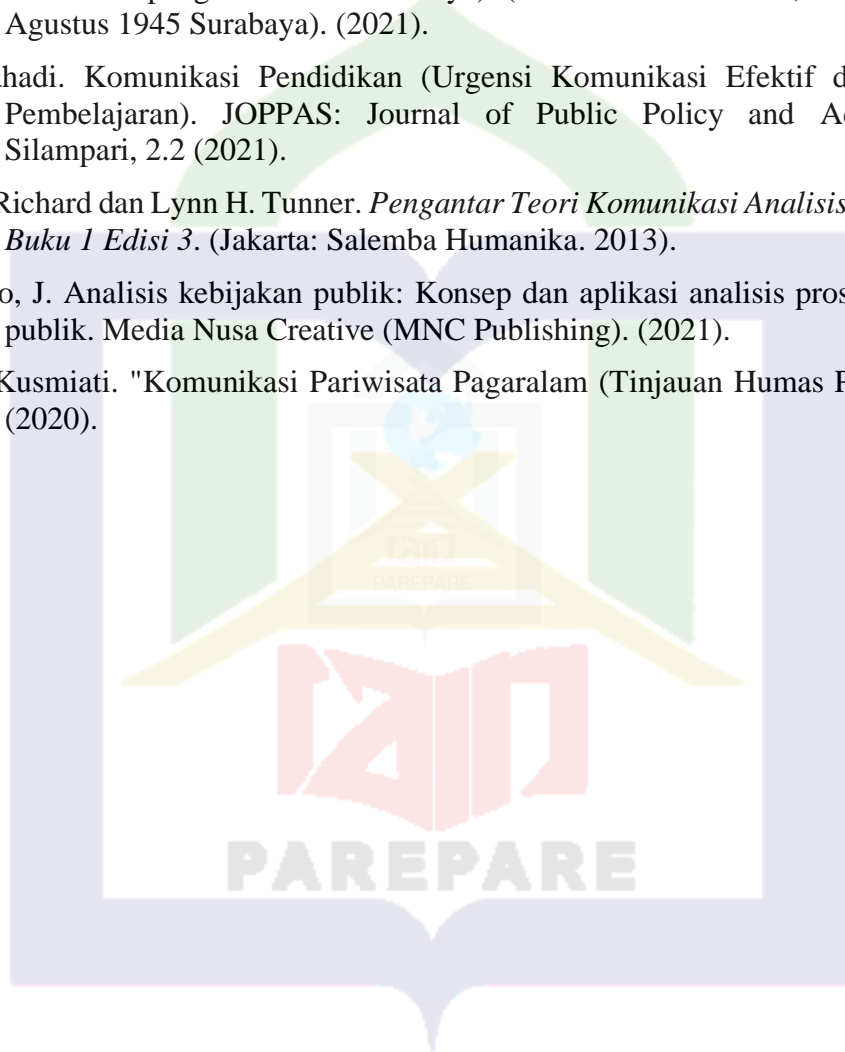 Agustus 1945 Surabaya). (2021).
hadi. Komunikasi Pendidikan (Urgensi Komunikasi Efektif d
Pembelajaran). JOPPAS: Journal of Public Policy and A
Silampari, 2.2 (2021).
Richard dan Lynn H. Tunner. Pengantar Teori Komunikasi Analisis
Buku 1 Edisi 3. (Jakarta: Salemba Humanika. 2013).
o, J. Analisis kebijakan publik: Konsep dan aplikasi analisis pros
publik. Media Nusa Creative (MNC Publishing). (2021).
Kusmiati. "Komunikasi Pariwisata Pagaralam (Tinjauan Humas P
(2020).
iain
PAREPARE
iain
PAREPARE